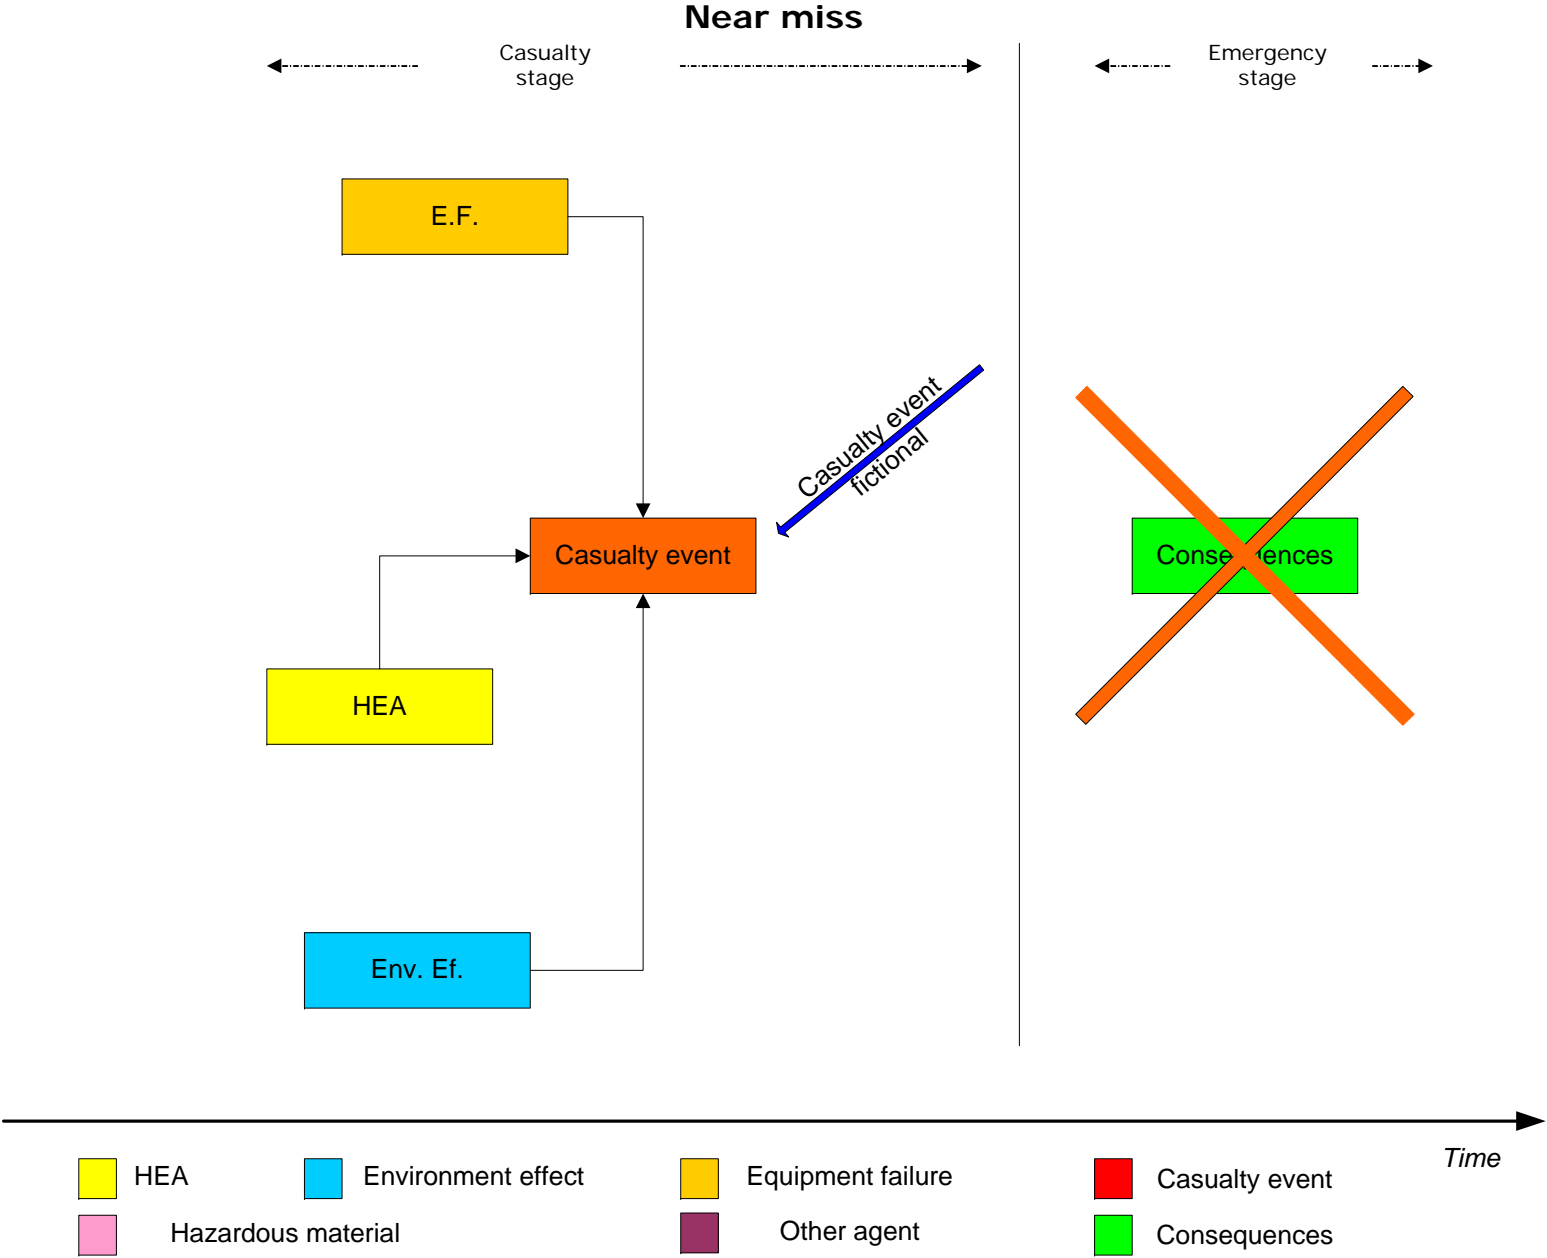 Near miss
Casualty
stage
Emergency
stage
E.F.
Casualty event
fictional
Casualty event
Consequences
HEA
Env. Ef.
Time
HEA
Environment effect
Equipment failure
Casualty event
Hazardous material
Other agent
Consequences